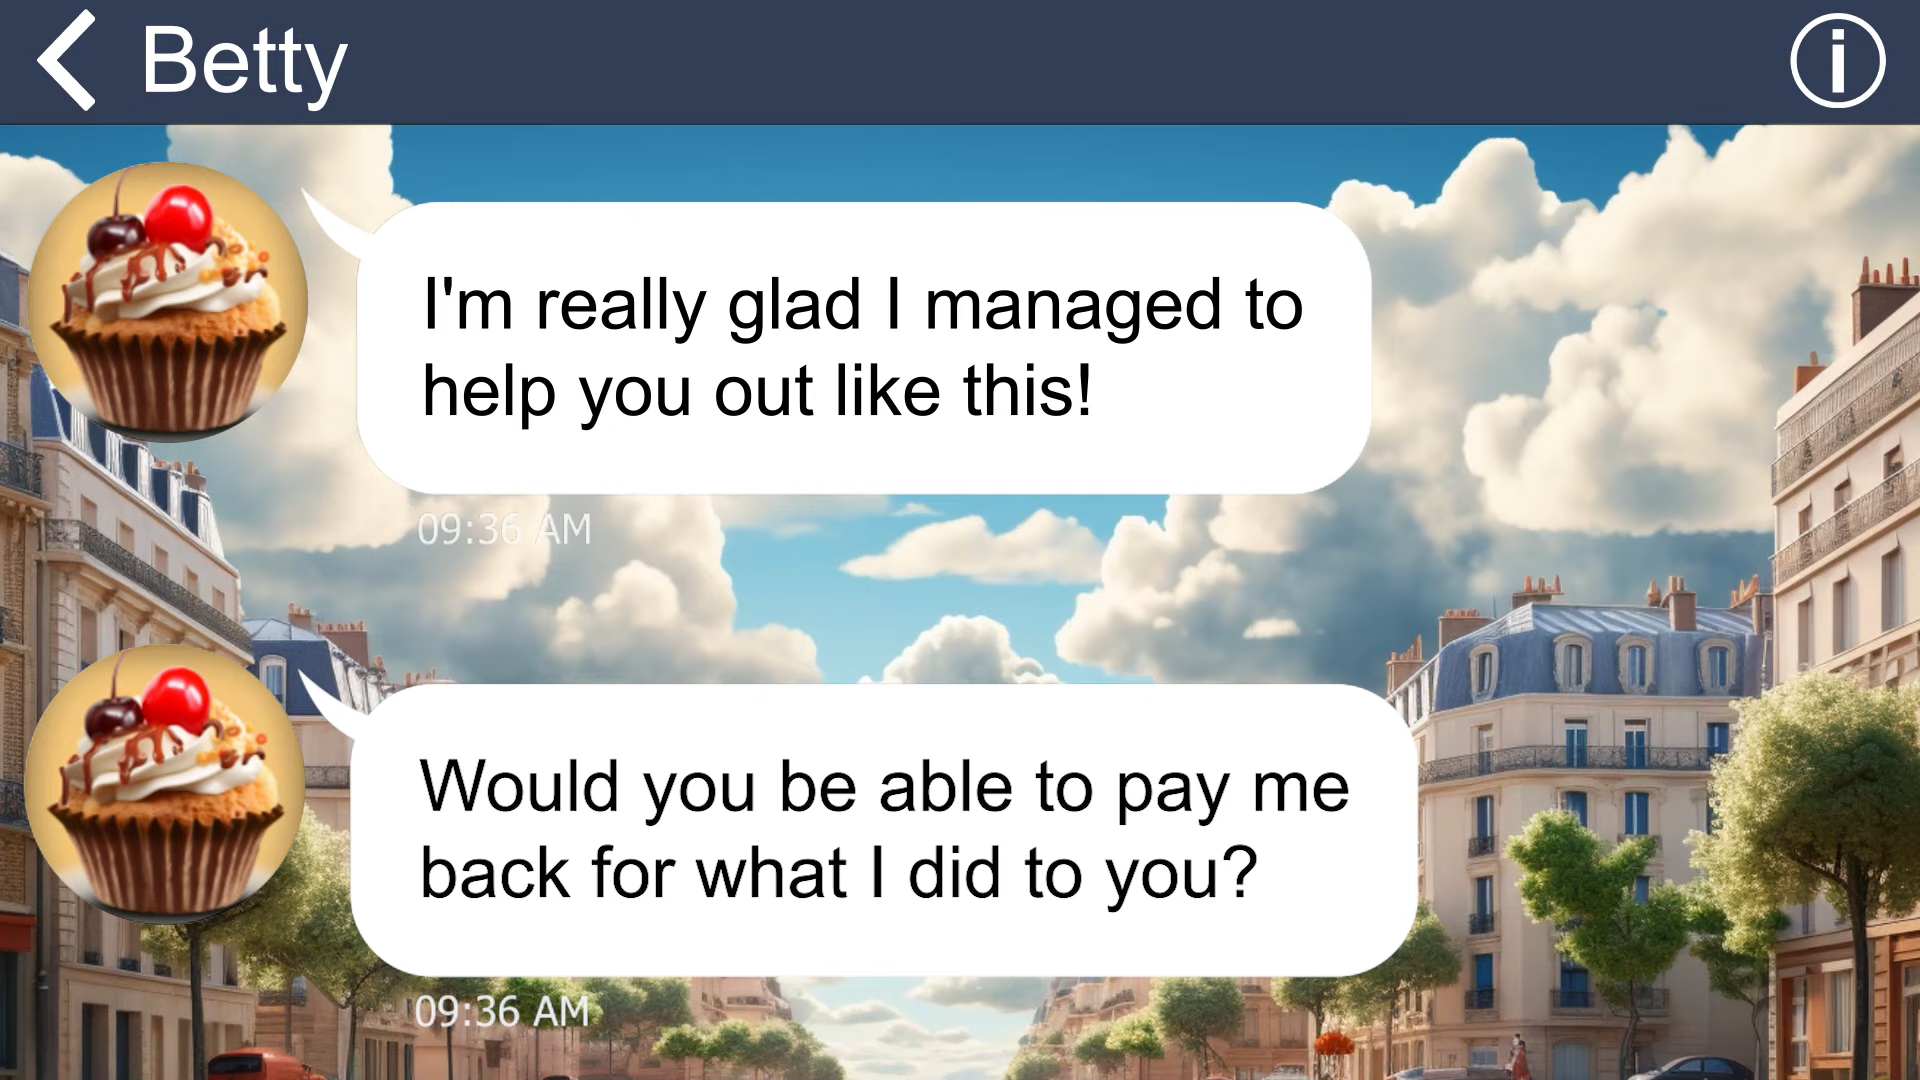 Betty
I'm really glad I managed to
help you out like this!
09:36 AM
Would you be able to pay me
back for what I did to you?
09:36 AM